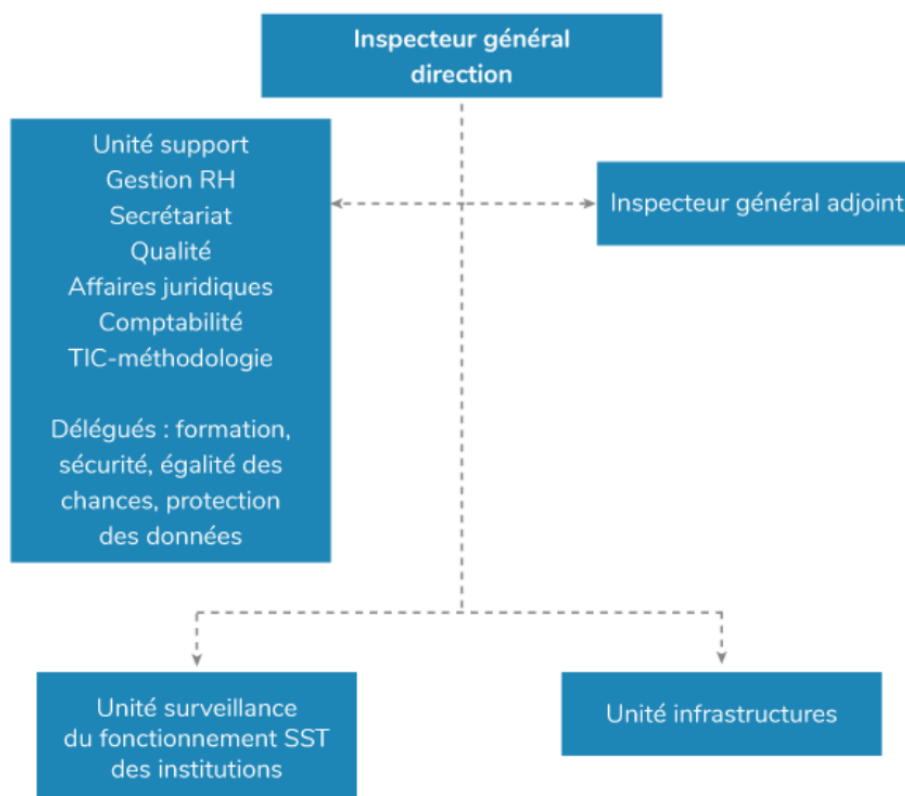 Inspecteur général
direction
Unité support
Gestion RH
Secrétariat
Qualité
Affaires juridiques
Comptabilité
TIC-méthodologie
Délégués : formation,
sécurité, égalité des
chances, protection
des données
Inspecteur général adjoint
Unité surveillance
du fonctionnement SST
des institutions
Unité infrastructures